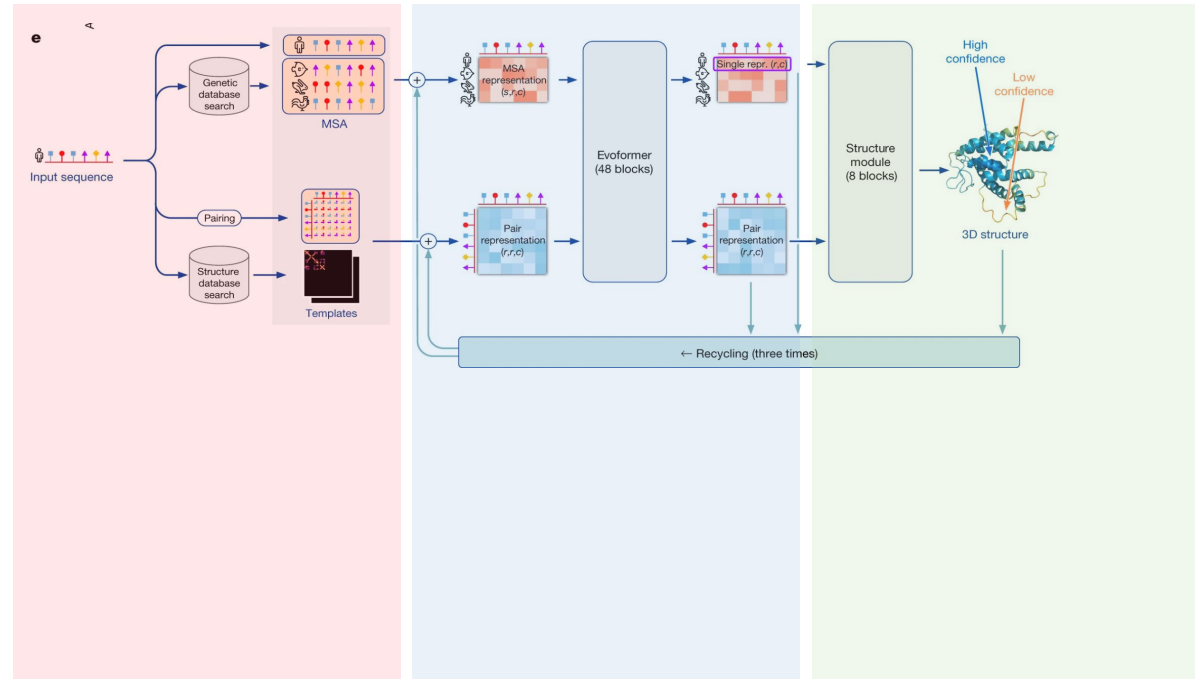 e
A
Genetic
database
search
MSA
Input sequence
Pairing
Structure
database
search
Templates
+
+
MSA
representation
(s,r,c)
Pair
representation
(r,r,c)
Evoformer
(48 blocks)
Single repr. (r,c)
Pair
representation
(r,r,c)
← Recycling (three times)
Structure
module
(8 blocks)
High
confidence
Low
confidence
3D structure